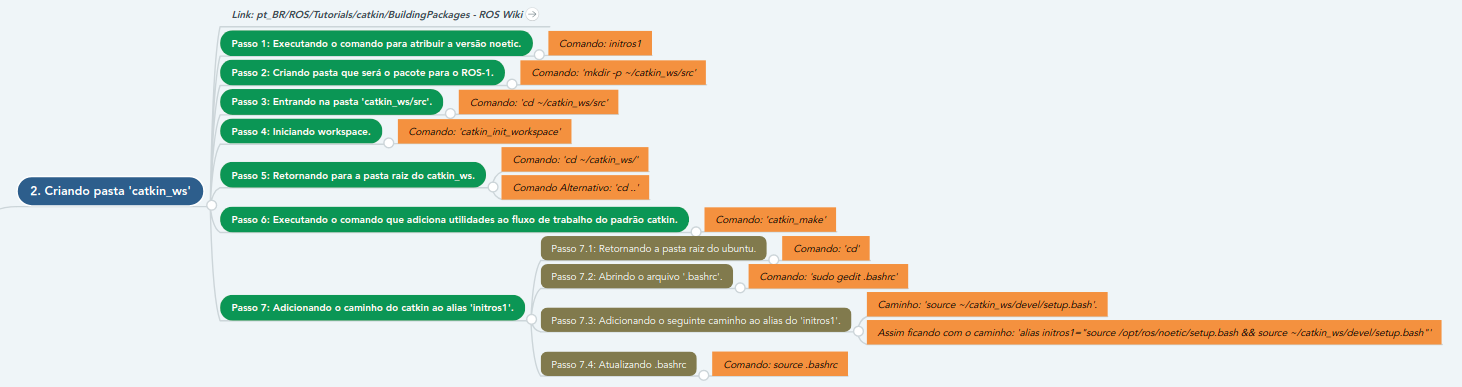 Link: pt_BR/ROS/Tutorials/catkin/BuildingPackages - ROS Wiki
Passo 1: Executando o comando para atribuir a versão noetic.
Comando: initros1
Passo 2: Criando pasta que será o pacote para o ROS-1.
Comando: 'mkdir -p ~/catkin_ws/src'
Passo 3: Entrando na pasta 'catkin_ws/src'.
Comando: 'cd ~/catkin_ws/src'
Passo 4: Iniciando workspace.
Comando: 'catkin_init_workspace'
2. Criando pasta 'catkin_ws'
Passo 5: Retornando para a pasta raiz do catkin_ws.
Comando: 'cd ~/catkin_ws/'
Comando Alternativo: 'cd ..'
Passo 6: Executando o comando que adiciona utilidades ao fluxo de trabalho do padrão catkin.
Comando: 'catkin_make'
Passo 7: Adicionando o caminho do catkin ao alias 'initros1'.
Passo 7.1: Retornando a pasta raiz do ubuntu.
Comando: 'cd'
Passo 7.2: Abrindo o arquivo '.bashrc'.
Comando: 'sudo gedit .bashrc'
Passo 7.3: Adicionando o seguinte caminho ao alias do 'initros1'.
Caminho: 'source ~/catkin_ws/devel/setup.bash'.
Assim ficando com o caminho: 'alias initros1="source /opt/ros/noetic/setup.bash && source ~/catkin_ws/devel/setup.bash"'
Passo 7.4: Atualizando .bashrc
Comando: source .bashrc